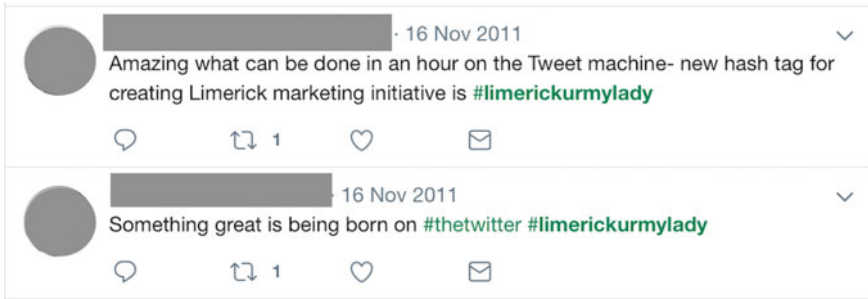 · 16 Nov 2011
Amazing what can be done in an hour on the Tweet machine- new hash tag for
creating Limerick marketing initiative is #limerickurmylady
1
· 16 Nov 2011
Something great is being born on #thetwitter #limerickurmylady
1